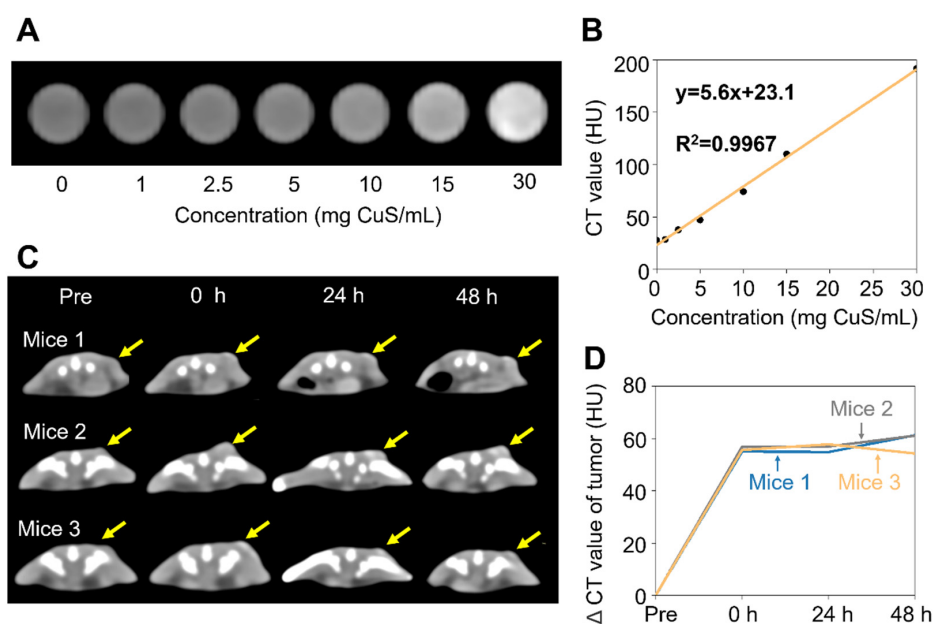 A
0 1 2.5 5 10 15 30
Concentration (mg CuS/mL)
B
200
150
100
50
0
CT value (HU)
y=5.6x+23.1
R²=0.9967
0 5 10 15 20 25 30
Concentration (mg CuS/mL)
C
Pre 0 h 24 h 48 h
Mice 1
Mice 2
Mice 3
D
80
60
40
20
0
Δ CT value of tumor (HU)
Mice 2
Mice 1
Mice 3
Pre 0 h 24 h 48 h